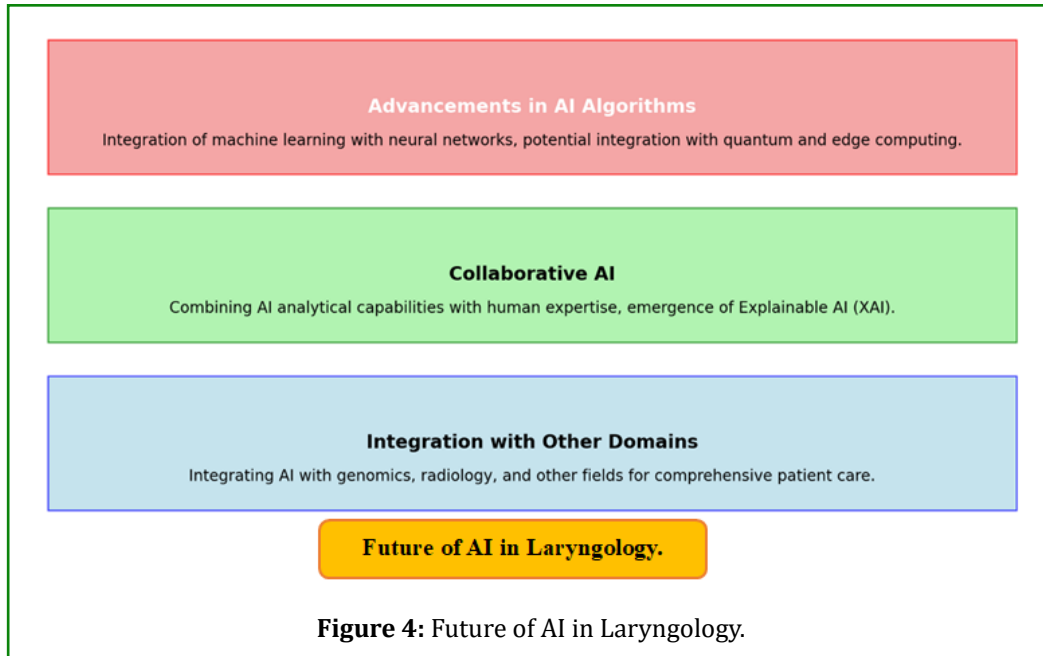 Advancements in AI Algorithms
Integration of machine learning with neural networks, potential integration with quantum and edge computing.
Collaborative AI
Combining AI analytical capabilities with human expertise, emergence of Explainable AI (XAI).
Integration with Other Domains
Integrating AI with genomics, radiology, and other fields for comprehensive patient care.
Future of AI in Laryngology.
Figure 4: Future of AI in Laryngology.